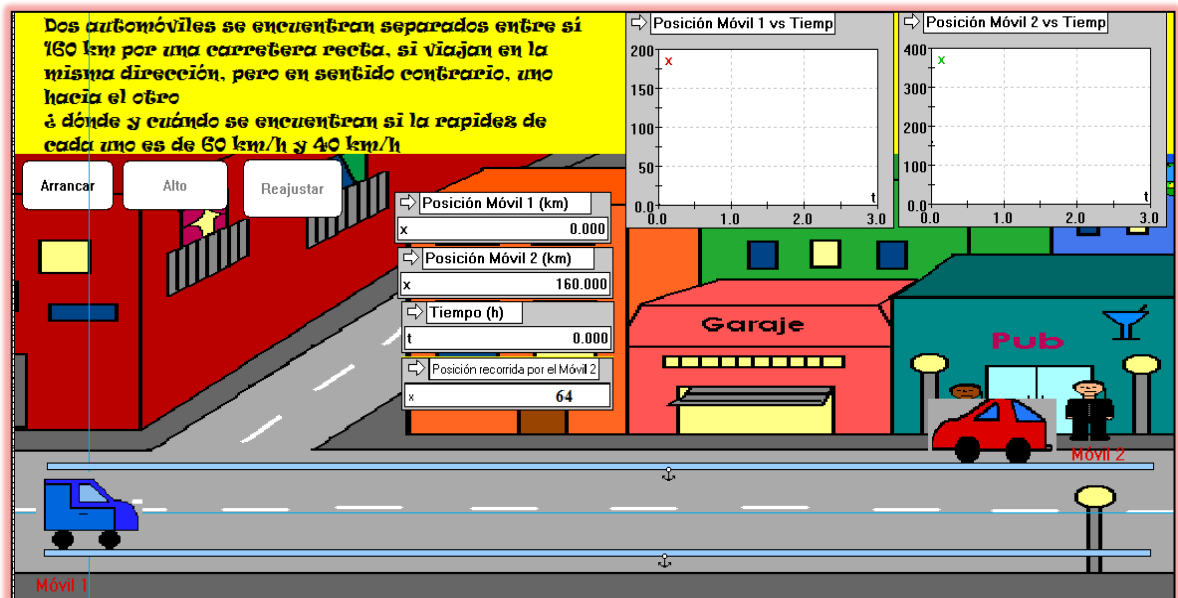 Dos automóviles se encuentran separados entre sí
160 km por una carretera recta, si viajan en la
misma dirección, pero en sentido contrario, uno
hacia el otro
¿ dónde y cuándo se encuentran si la rapidez de
cada uno es de 60 km/h y 40 km/h
Posición Móvil 1 vs Tiemp
200
x
150
100
50
0.0
t
0.0 1.0 2.0 3.0
Posición Móvil 2 vs Tiemp
400
x
300
200
100
0.0
t
0.0 1.0 2.0 3.0
Arrancar
Alto
Reajustar
Posición Móvil 1 (km)
x 0.000
Posición Móvil 2 (km)
x 160.000
Tiempo (h)
t 0.000
Posición recorrida por el Móvil 2
x 64
Garaje
Pub
Móvil 2
Móvil 1